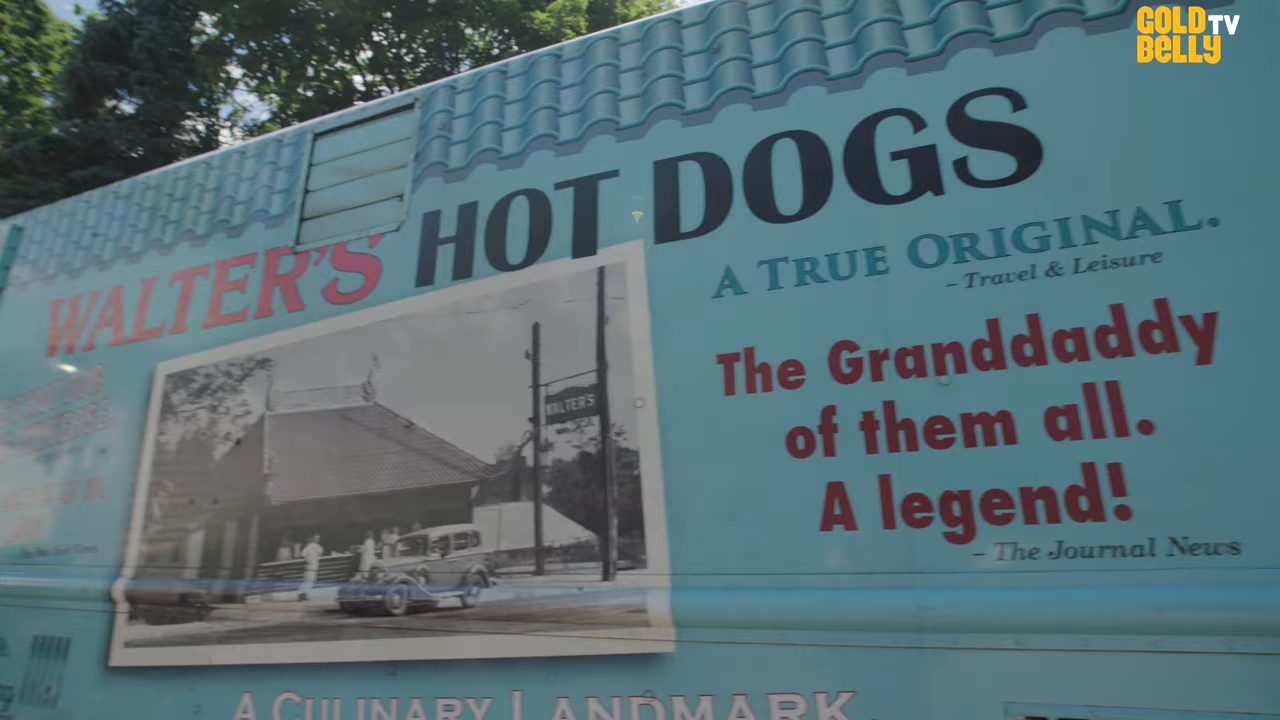 GOLD TV
BELLY
WALTER'S HOT DOGS
A TRUE ORIGINAL.
- Travel & Leisure
The Granddaddy
of them all.
A legend!
- The Journal News
WALTER'S
A CULINARY LANDMARK.